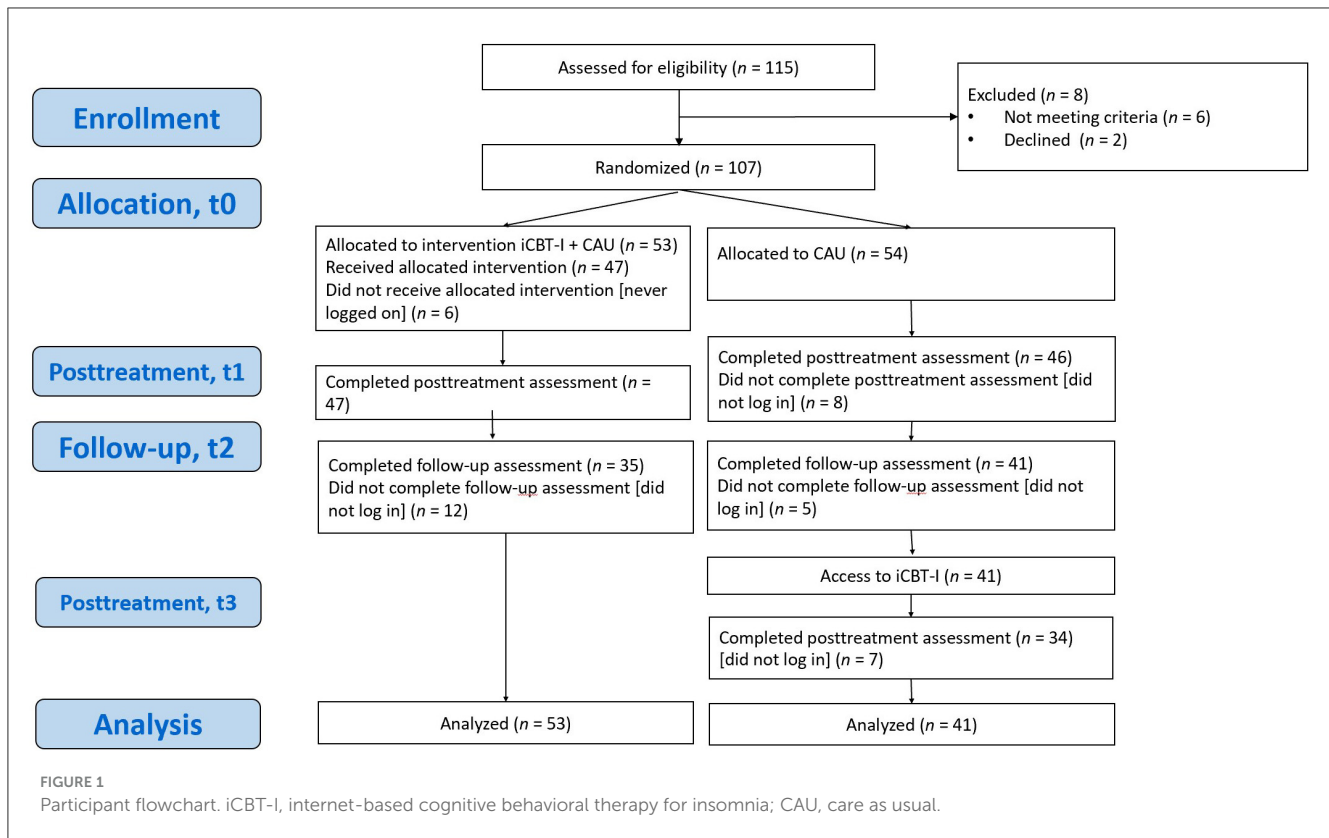 Assessed for eligibility (n = 115)
Enrollment
Excluded (n = 8)
• Not meeting criteria (n = 6)
• Declined (n = 2)
Randomized (n = 107)
Allocation, t0
Allocated to intervention iCBT-I + CAU (n = 53)
Received allocated intervention (n = 47)
Did not receive allocated intervention [never
logged on] (n = 6)
Allocated to CAU (n = 54)
Posttreatment, t1
Completed posttreatment assessment (n =
47)
Completed posttreatment assessment (n = 46)
Did not complete posttreatment assessment [did
not log in] (n = 8)
Follow-up, t2
Completed follow-up assessment (n = 35)
Did not complete follow-up assessment [did
not log in] (n = 12)
Completed follow-up assessment (n = 41)
Did not complete follow-up assessment [did not
log in] (n = 5)
Access to iCBT-I (n = 41)
Posttreatment, t3
Completed posttreatment assessment (n = 34)
[did not log in] (n = 7)
Analysis
Analyzed (n = 53)
Analyzed (n = 41)
FIGURE 1
Participant flowchart. iCBT-I, internet-based cognitive behavioral therapy for insomnia; CAU, care as usual.